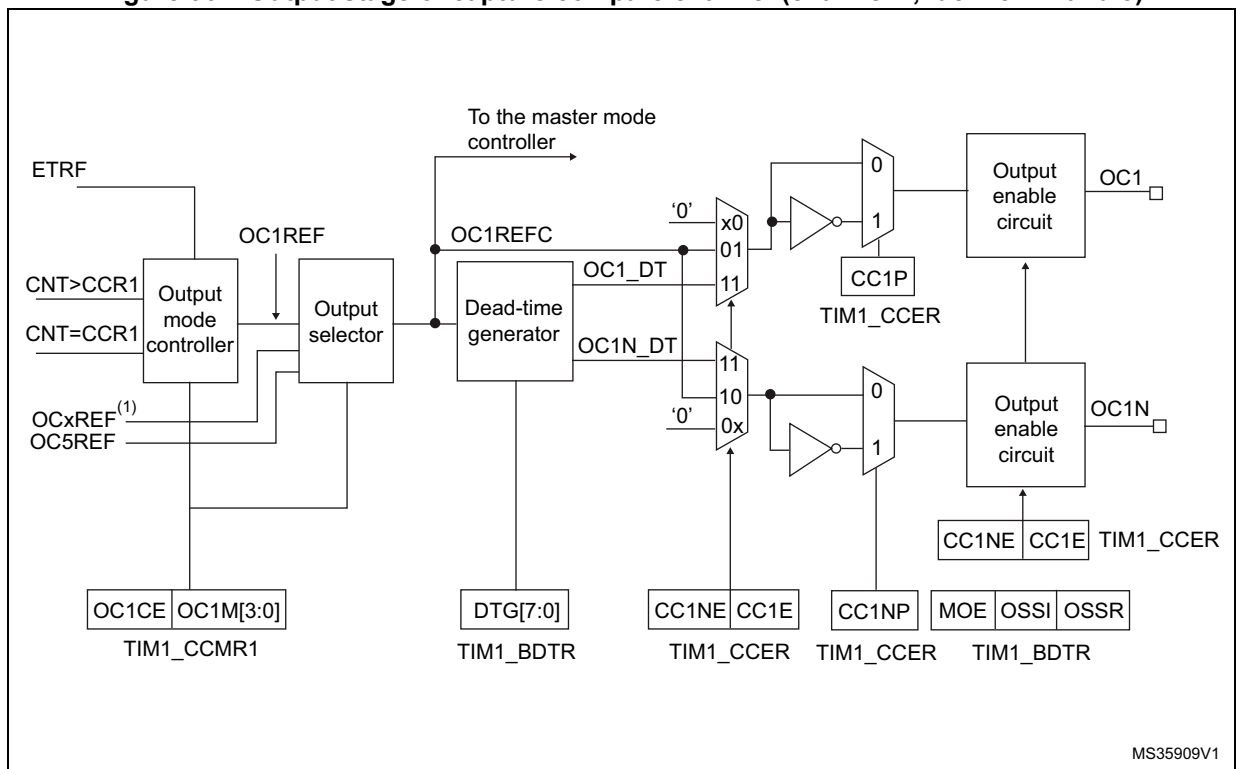 To the master mode
controller
ETRF
OC1REF
OC1REFC
CNT>CCR1
CNT=CCR1
Output
mode
controller
Output
selector
OCxREF(1)
OC5REF
Dead-time
generator
OC1_DT
OC1N_DT
'0'
x0
01
11
11
10
0x
'0'
0
1
CC1P
TIM1_CCER
0
1
Output
enable
circuit
OC1
Output
enable
circuit
OC1N
CC1NE CC1E TIM1_CCER
OC1CE OC1M[3:0]
TIM1_CCMR1
DTG[7:0]
TIM1_BDTR
CC1NE CC1E
TIM1_CCER
CC1NP
TIM1_CCER
MOE OSSI OSSR
TIM1_BDTR
MS35909V1